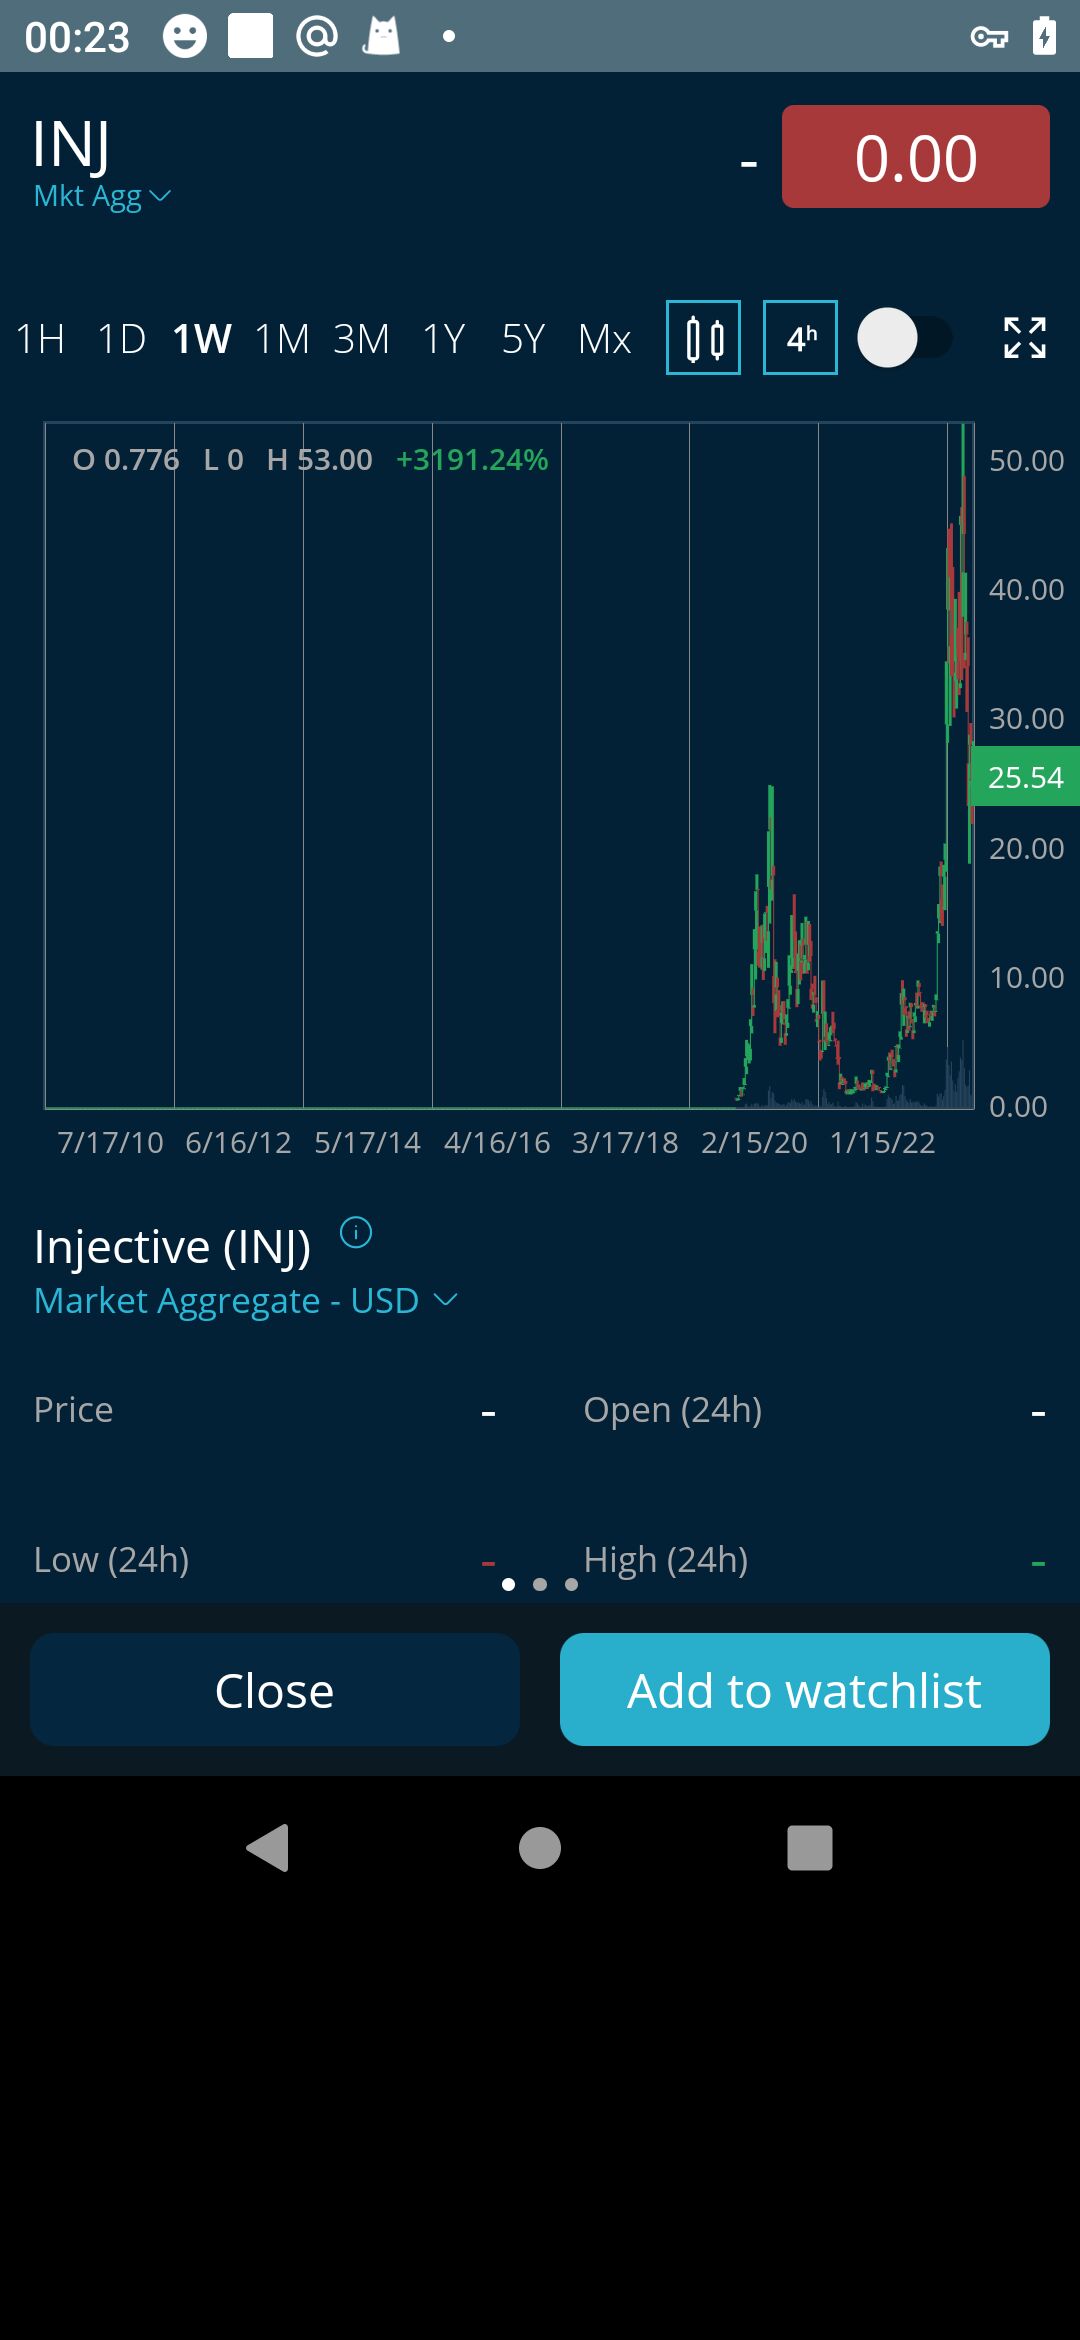 00:23
INJ
- 0.00
Mkt Agg
1H 1D 1W 1M 3M 1Y 5Y Mx 4h
O 0.776 L 0 H 53.00 +3191.24%
50.00
40.00
30.00
25.54
20.00
10.00
0.00
7/17/10 6/16/12 5/17/14 4/16/16 3/17/18 2/15/20 1/15/22
Injective (INJ) i
Market Aggregate - USD
Price - Open (24h) -
Low (24h) - High (24h) -
Close Add to watchlist